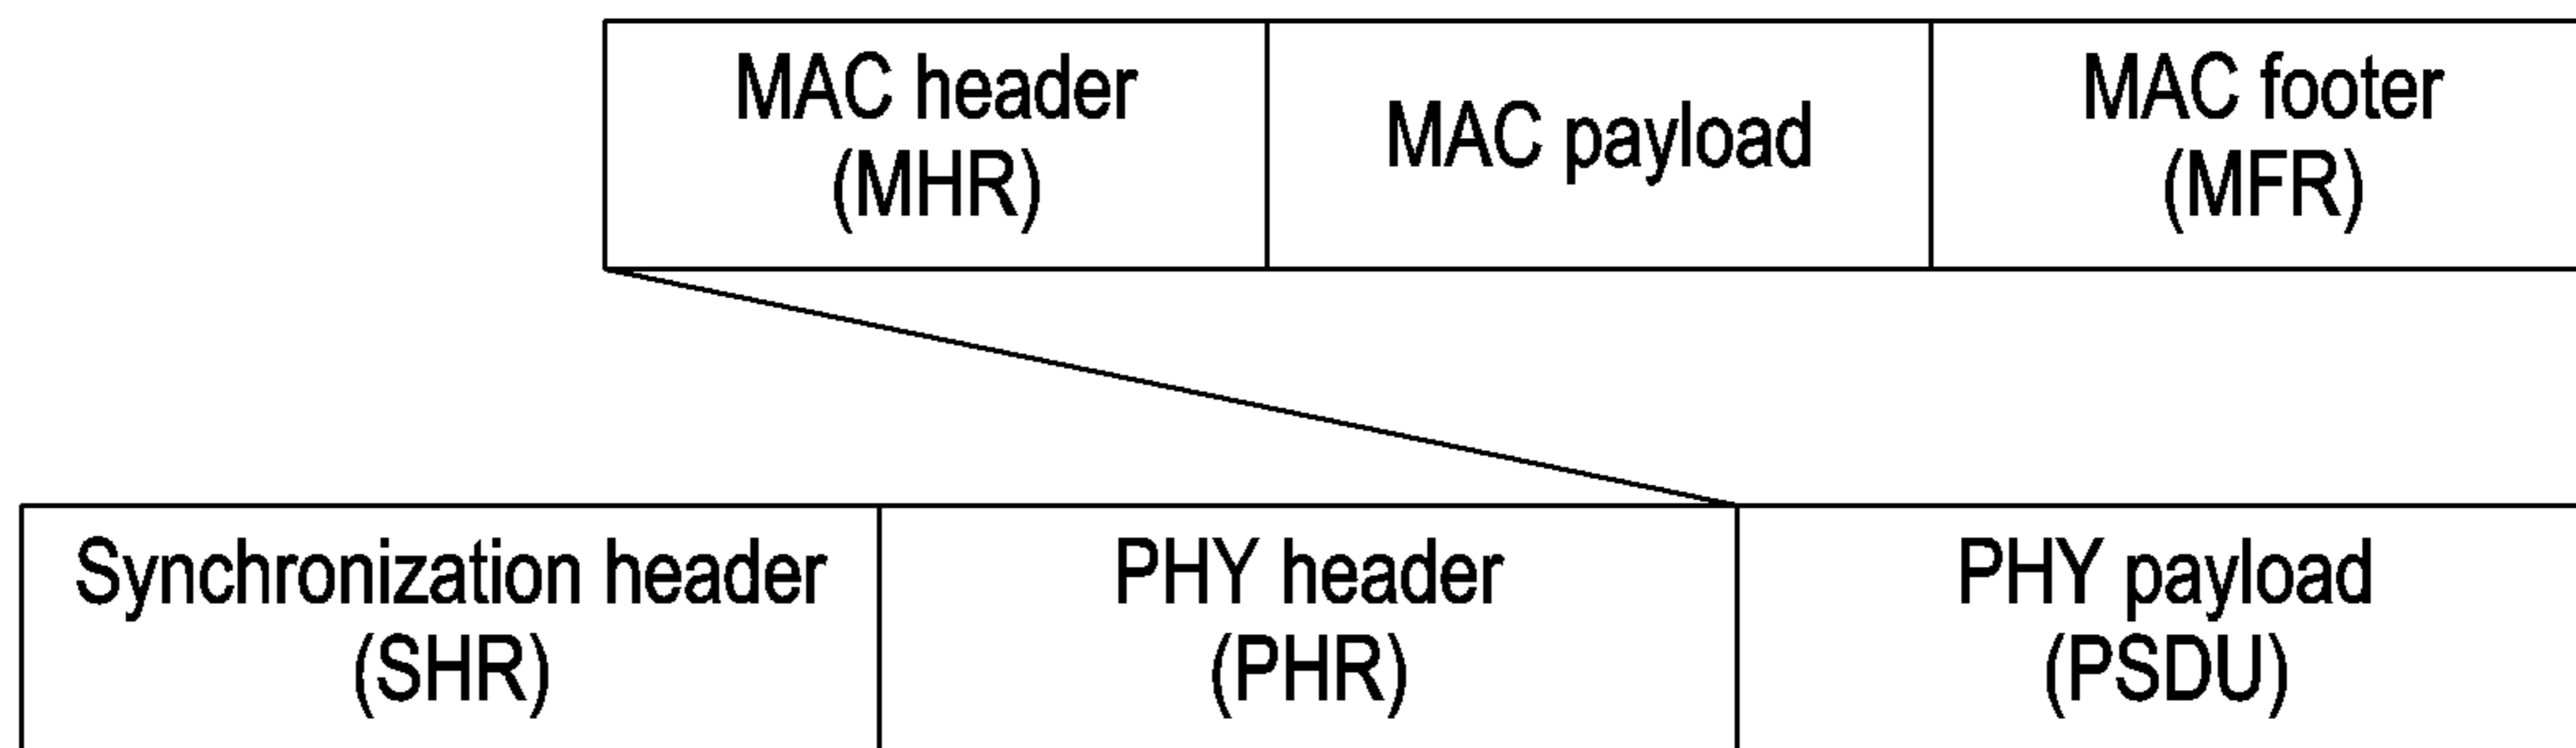 MAC header
(MHR)
MAC payload
MAC footer
(MFR)
Synchronization header
(SHR)
PHY header
(PHR)
PHY payload
(PSDU)